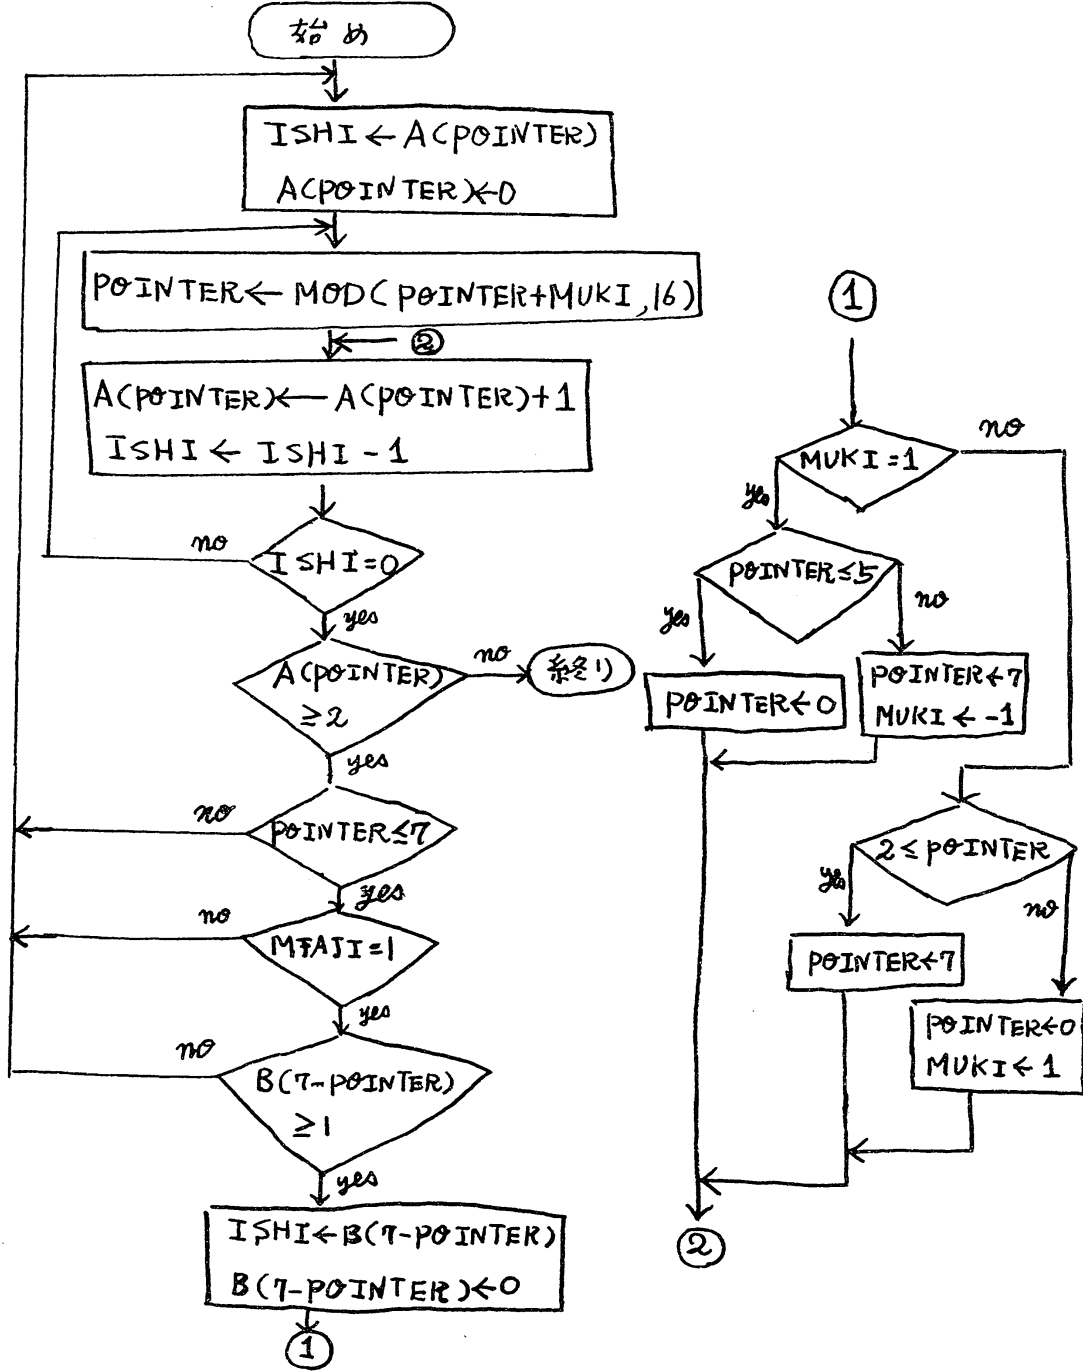 始め
ISHI←A(POINTER)
A(POINTER)←0
POINTER←MOD(POINTER+MUKI,16)
②
A(POINTER)←A(POINTER)+1
ISHI←ISHI-1
no
ISHI=0
yes
A(POINTER)
≧2
no
終り
yes
no
POINTER≦7
yes
no
MTAJI=1
yes
no
B(7-POINTER)
≧1
yes
ISHI←B(7-POINTER)
B(7-POINTER)←0
①
①
MUKI=1
no
yes
POINTER≤5
yes
no
POINTER←0
POINTER←7
MUKI←-1
2≤POINTER
yes
no
POINTER←7
POINTER←0
MUKI←1
②